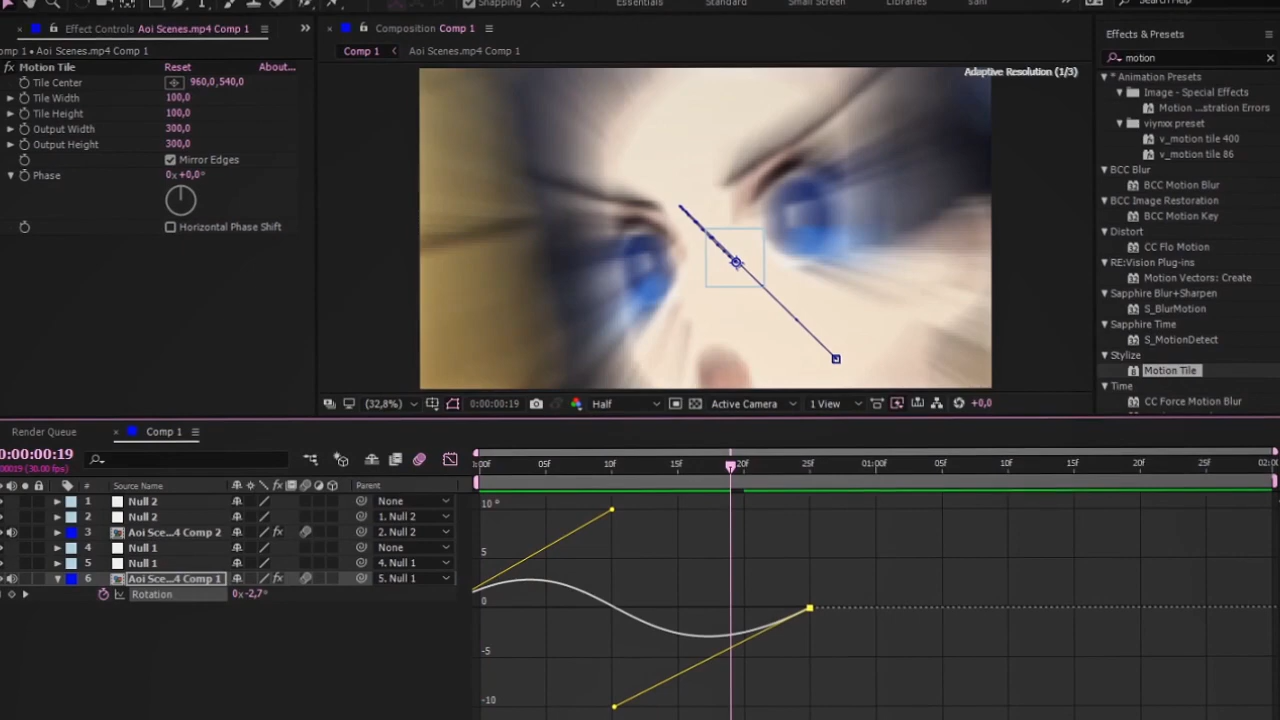 Snapping
Essentials
Standard
Small Screen
Libraries
sani
Search Help
Effect Controls Aoi Scenes.mp4 Comp 1
omp 1 • Aoi Scenes.mp4 Comp 1
fx Motion Tile Reset About...
Tile Center 960,0,540,0
Tile Width 100,0
Tile Height 100,0
Output Width 300,0
Output Height 300,0
Mirror Edges
Phase 0x+0,0°
Horizontal Phase Shift
Composition Comp 1
Comp 1 Aoi Scenes.mp4 Comp 1
Adaptive Resolution (1/3)
(32,8%) 0:00:00:19 Half Active Camera 1 View +0,0
Effects & Presets
motion
* Animation Presets
Image - Special Effects
Motion ...stration Errors
viynxx preset
v_motion tile 400
v_motion tile 86
BCC Blur
BCC Motion Blur
BCC Image Restoration
BCC Motion Key
Distort
CC Flo Motion
RE:Vision Plug-ins
Motion Vectors: Create
Sapphire Blur+Sharpen
S_BlurMotion
Sapphire Time
S_MotionDetect
Stylize
Motion Tile
Time
CC Force Motion Blur
Render Queue Comp 1
0:00:00:19
00019 (30.00 fps)
# Source Name fx Parent
1 Null 2 None
2 Null 2 1. Null 2
3 Aoi Sce...4 Comp 2 fx 2. Null 2
4 Null 1 None
5 Null 1 4. Null 1
6 Aoi Sce...4 Comp 1 fx 5. Null 1
Rotation 0x-2,7°
:00F 05F 10F 15F 20F 25F 01:00F 05F 10F 15F 20F 25F 02:0
10 °
5
0
-5
-10